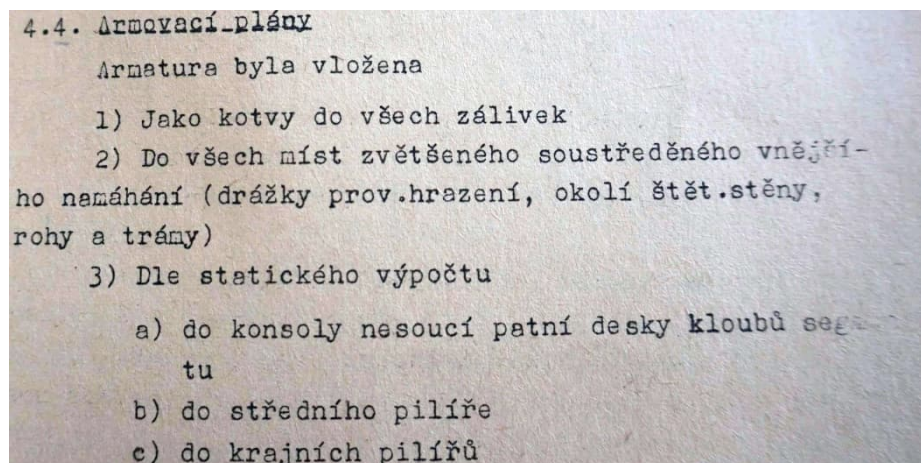 4.4. Armovací plány
Armatura byla vložena
1) Jako kotvy do všech zálivek
2) Do všech míst zvětšeného soustředěného vnějčí-
ho namáhání (drážky prov.hrazení, okolí štět.stěny,
rohy a trámy)
3) Dle statického výpočtu
a) do konsoly nesoucí patní desky kloubů
tu
b) do středního pilíře
c) do krajních pilířů